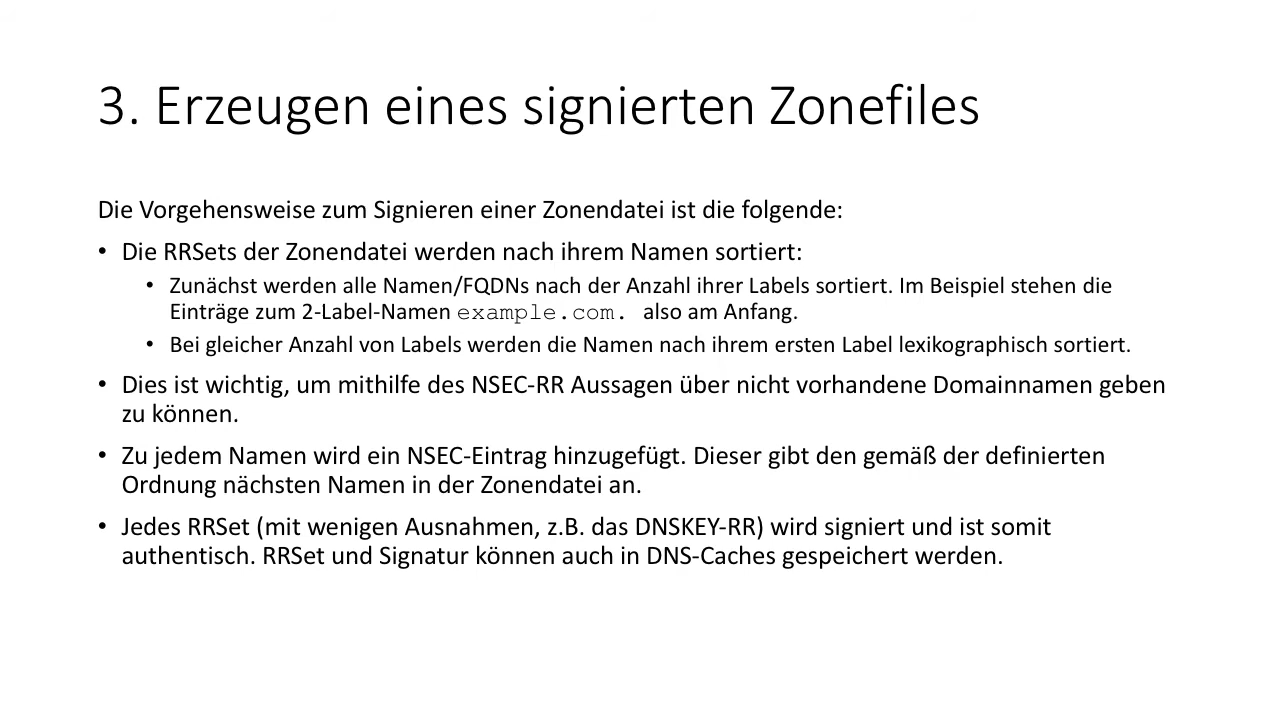 3. Erzeugen eines signierten Zonefiles
Die Vorgehensweise zum Signieren einer Zonendatei ist die folgende:
• Die RRSets der Zonendatei werden nach ihrem Namen sortiert:
• Zunächst werden alle Namen/FQDNs nach der Anzahl ihrer Labels sortiert. Im Beispiel stehen die
Einträge zum 2-Label-Namen example.com. also am Anfang.
• Bei gleicher Anzahl von Labels werden die Namen nach ihrem ersten Label lexikographisch sortiert.
• Dies ist wichtig, um mithilfe des NSEC-RR Aussagen über nicht vorhandene Domainnamen geben
zu können.
• Zu jedem Namen wird ein NSEC-Eintrag hinzugefügt. Dieser gibt den gemäß der definierten
Ordnung nächsten Namen in der Zonendatei an.
• Jedes RRSet (mit wenigen Ausnahmen, z.B. das DNSKEY-RR) wird signiert und ist somit
authentisch. RRSet und Signatur können auch in DNS-Caches gespeichert werden.